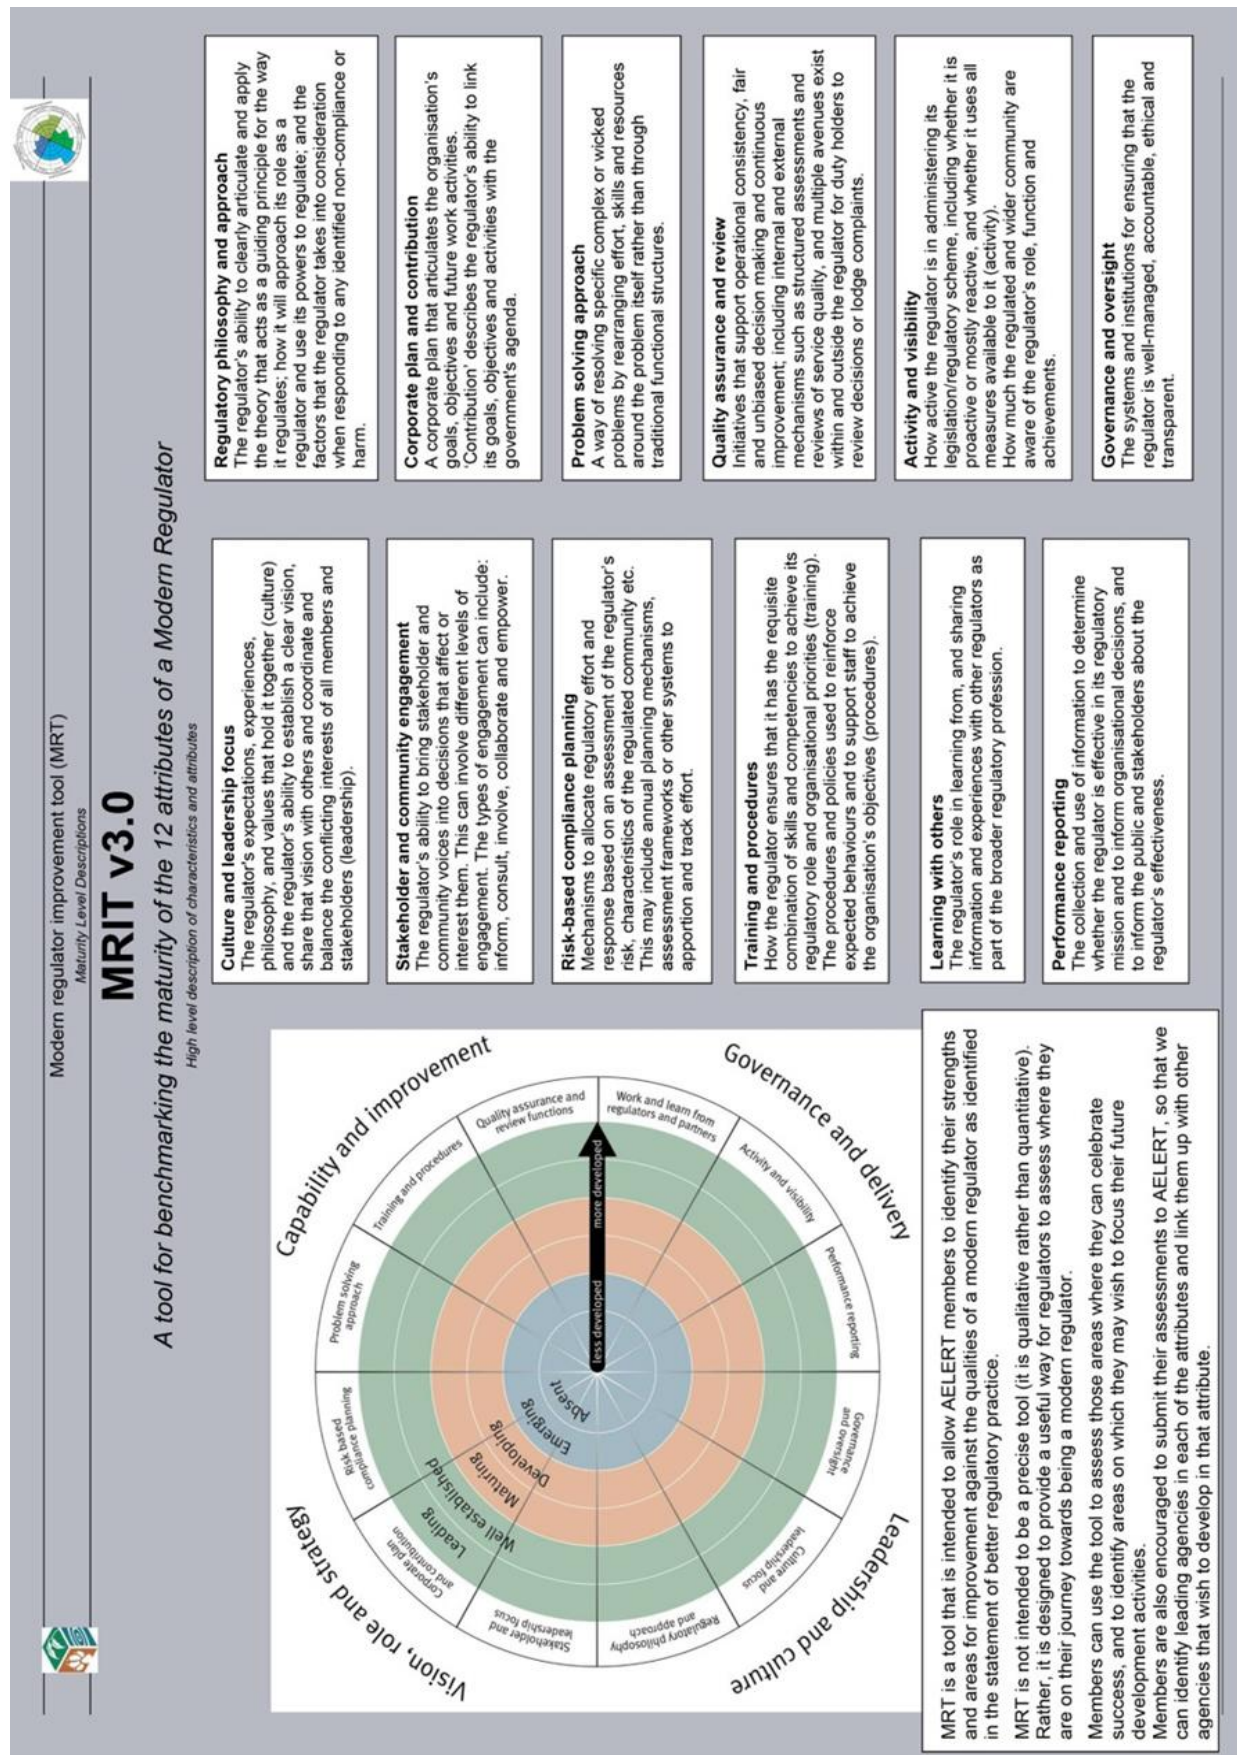 Modern regulator improvement tool (MRT)
Maturity Level Descriptions
MRIT v3.0
A tool for benchmarking the maturity of the 12 attributes of a Modern Regulator
High level description of characteristics and attributes
Capability and improvement
Governance and delivery
Leadership and culture
Vision, role and strategy
Problem solving
approach
Training and procedures
Quality assurance and
review functions
Work and learn from
regulators and partners
Activity and visibility
Performance reporting
Governance
and oversight
Culture and
leadership focus
Regulatory philosophy
and approach
Stakeholder and
leadership focus
Corporate plan
and contribution
Risk based
compliance planning
Absent
Emerging
Developing
Maturing
Well established
Leading
less developed
more developed
MRT is a tool that is intended to allow AELERT members to identify their strengths
and areas for improvement against the qualities of a modern regulator as identified
in the statement of better regulatory practice.
MRT is not intended to be a precise tool (it is qualitative rather than quantitative).
Rather, it is designed to provide a useful way for regulators to assess where they
are on their journey towards being a modern regulator.
Members can use the tool to assess those areas where they can celebrate
success, and to identify areas on which they may wish to focus their future
development activities.
Members are also encouraged to submit their assessments to AELERT, so that we
can identify leading agencies in each of the attributes and link them up with other
agencies that wish to develop in that attribute.
Culture and leadership focus
The regulator's expectations, experiences,
philosophy, and values that hold it together (culture)
and the regulator's ability to establish a clear vision,
share that vision with others and coordinate and
balance the conflicting interests of all members and
stakeholders (leadership).
Stakeholder and community engagement
The regulator's ability to bring stakeholder and
community voices into decisions that affect or
interest them. This can involve different levels of
engagement. The types of engagement can include:
inform, consult, involve, collaborate and empower.
Risk-based compliance planning
Mechanisms to allocate regulatory effort and
response based on an assessment of the regulator's
risk, characteristics of the regulated community etc.
This may include annual planning mechanisms,
assessment frameworks or other systems to
apportion and track effort.
Training and procedures
How the regulator ensures that it has the requisite
combination of skills and competencies to achieve its
regulatory role and organisational priorities (training).
The procedures and policies used to reinforce
expected behaviours and to support staff to achieve
the organisation's objectives (procedures).
Learning with others
The regulator's role in learning from, and sharing
information and experiences with other regulators as
part of the broader regulatory profession.
Performance reporting
The collection and use of information to determine
whether the regulator is effective in its regulatory
mission and to inform organisational decisions, and
to inform the public and stakeholders about the
regulator's effectiveness.
Regulatory philosophy and approach
The regulator's ability to clearly articulate and apply
the theory that acts as a guiding principle for the way
it regulates; how it will approach its role as a
regulator and use its powers to regulate; and the
factors that the regulator takes into consideration
when responding to any identified non-compliance or
harm.
Corporate plan and contribution
A corporate plan that articulates the organisation's
goals, objectives and future work activities.
'Contribution' describes the regulator's ability to link
its goals, objectives and activities with the
government's agenda.
Problem solving approach
A way of resolving specific complex or wicked
problems by rearranging effort, skills and resources
around the problem itself rather than through
traditional functional structures.
Quality assurance and review
Initiatives that support operational consistency, fair
and unbiased decision making and continuous
improvement; including internal and external
mechanisms such as structured assessments and
reviews of service quality, and multiple avenues exist
within and outside the regulator for duty holders to
review decisions or lodge complaints.
Activity and visibility
How active the regulator is in administering its
legislation/regulatory scheme, including whether it is
proactive or mostly reactive, and whether it uses all
measures available to it (activity).
How much the regulated and wider community are
aware of the regulator's role, function and
achievements.
Governance and oversight
The systems and institutions for ensuring that the
regulator is well-managed, accountable, ethical and
transparent.